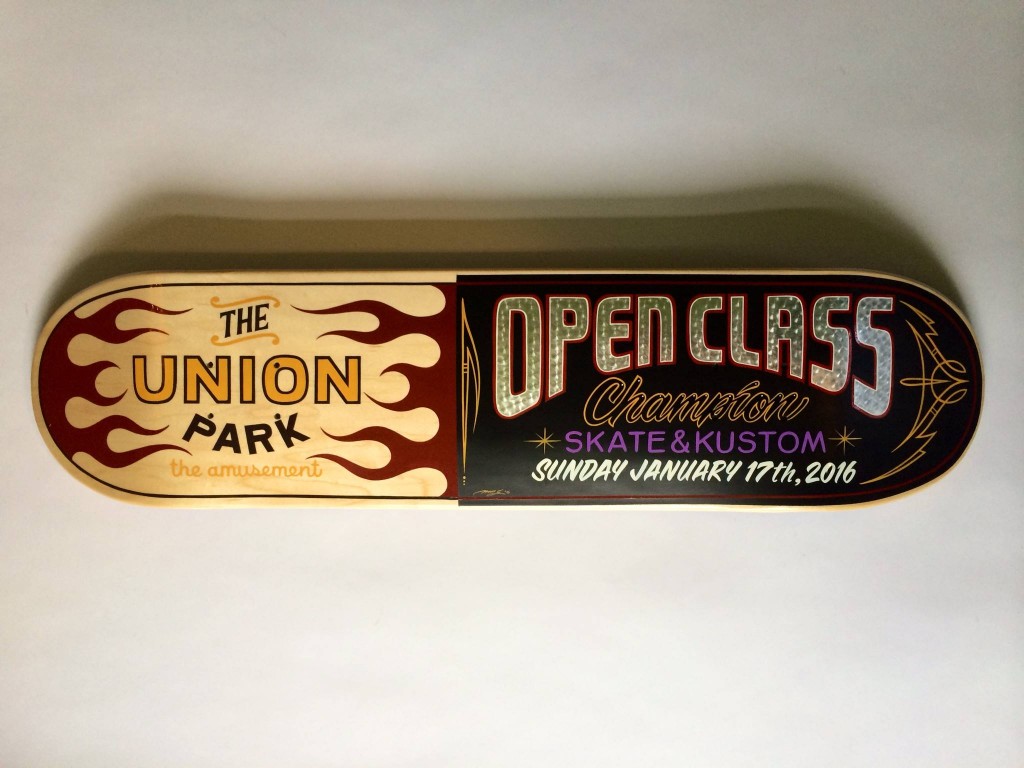 THE
UNION
PARK
the amusement
OPEN CLASS
Champion
SKATE & KUSTOM
SUNDAY JANUARY 17th, 2016